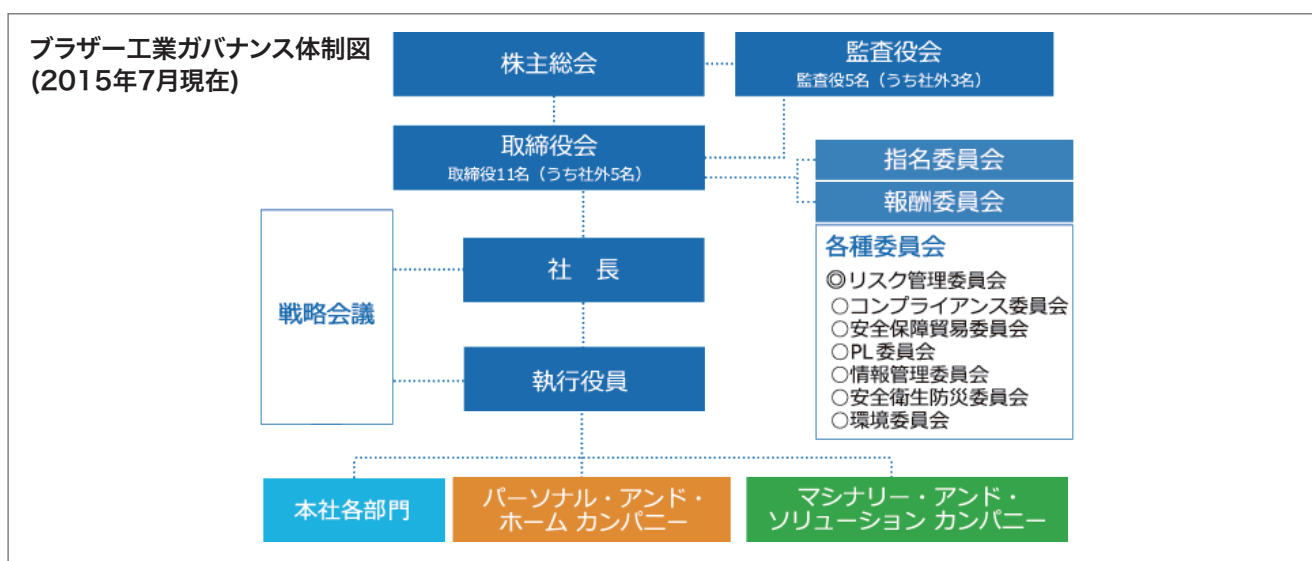 ブラザー工業ガバナンス体制図
(2015年7月現在)
株主総会
監査役会
監査役5名（うち社外3名）
取締役会
取締役11名（うち社外5名）
指名委員会
報酬委員会
各種委員会
◎リスク管理委員会
○コンプライアンス委員会
○安全保障貿易委員会
○PL委員会
○情報管理委員会
○安全衛生防災委員会
○環境委員会
戦略会議
社　長
執行役員
本社各部門
パーソナル・アンド・
ホーム カンパニー
マシナリー・アンド・
ソリューション カンパニー